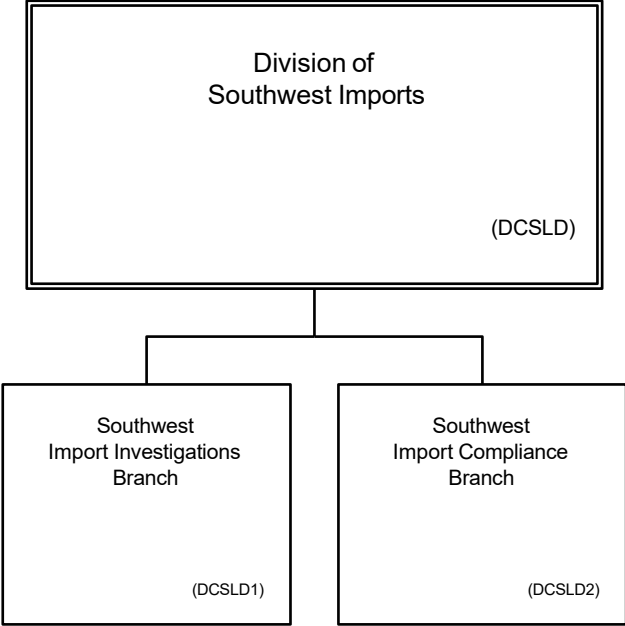 Division of
Southwest Imports
(DCSLD)
Southwest
Import Investigations
Branch
(DCSLD1)
Southwest
Import Compliance
Branch
(DCSLD2)